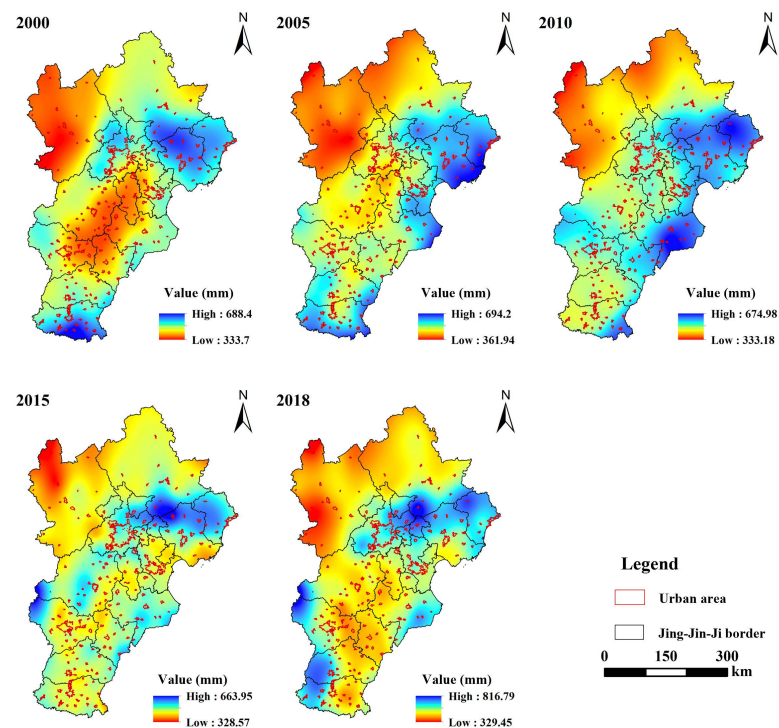 2000
N
Value (mm)
High : 688.4
Low : 333.7
2005
N
Value (mm)
High : 694.2
Low : 361.94
2010
N
Value (mm)
High : 674.98
Low : 333.18
2015
N
Value (mm)
High : 663.95
Low : 328.57
2018
N
Value (mm)
High : 816.79
Low : 329.45
Legend
Urban area
Jing-Jin-Ji border
0 150 300
km